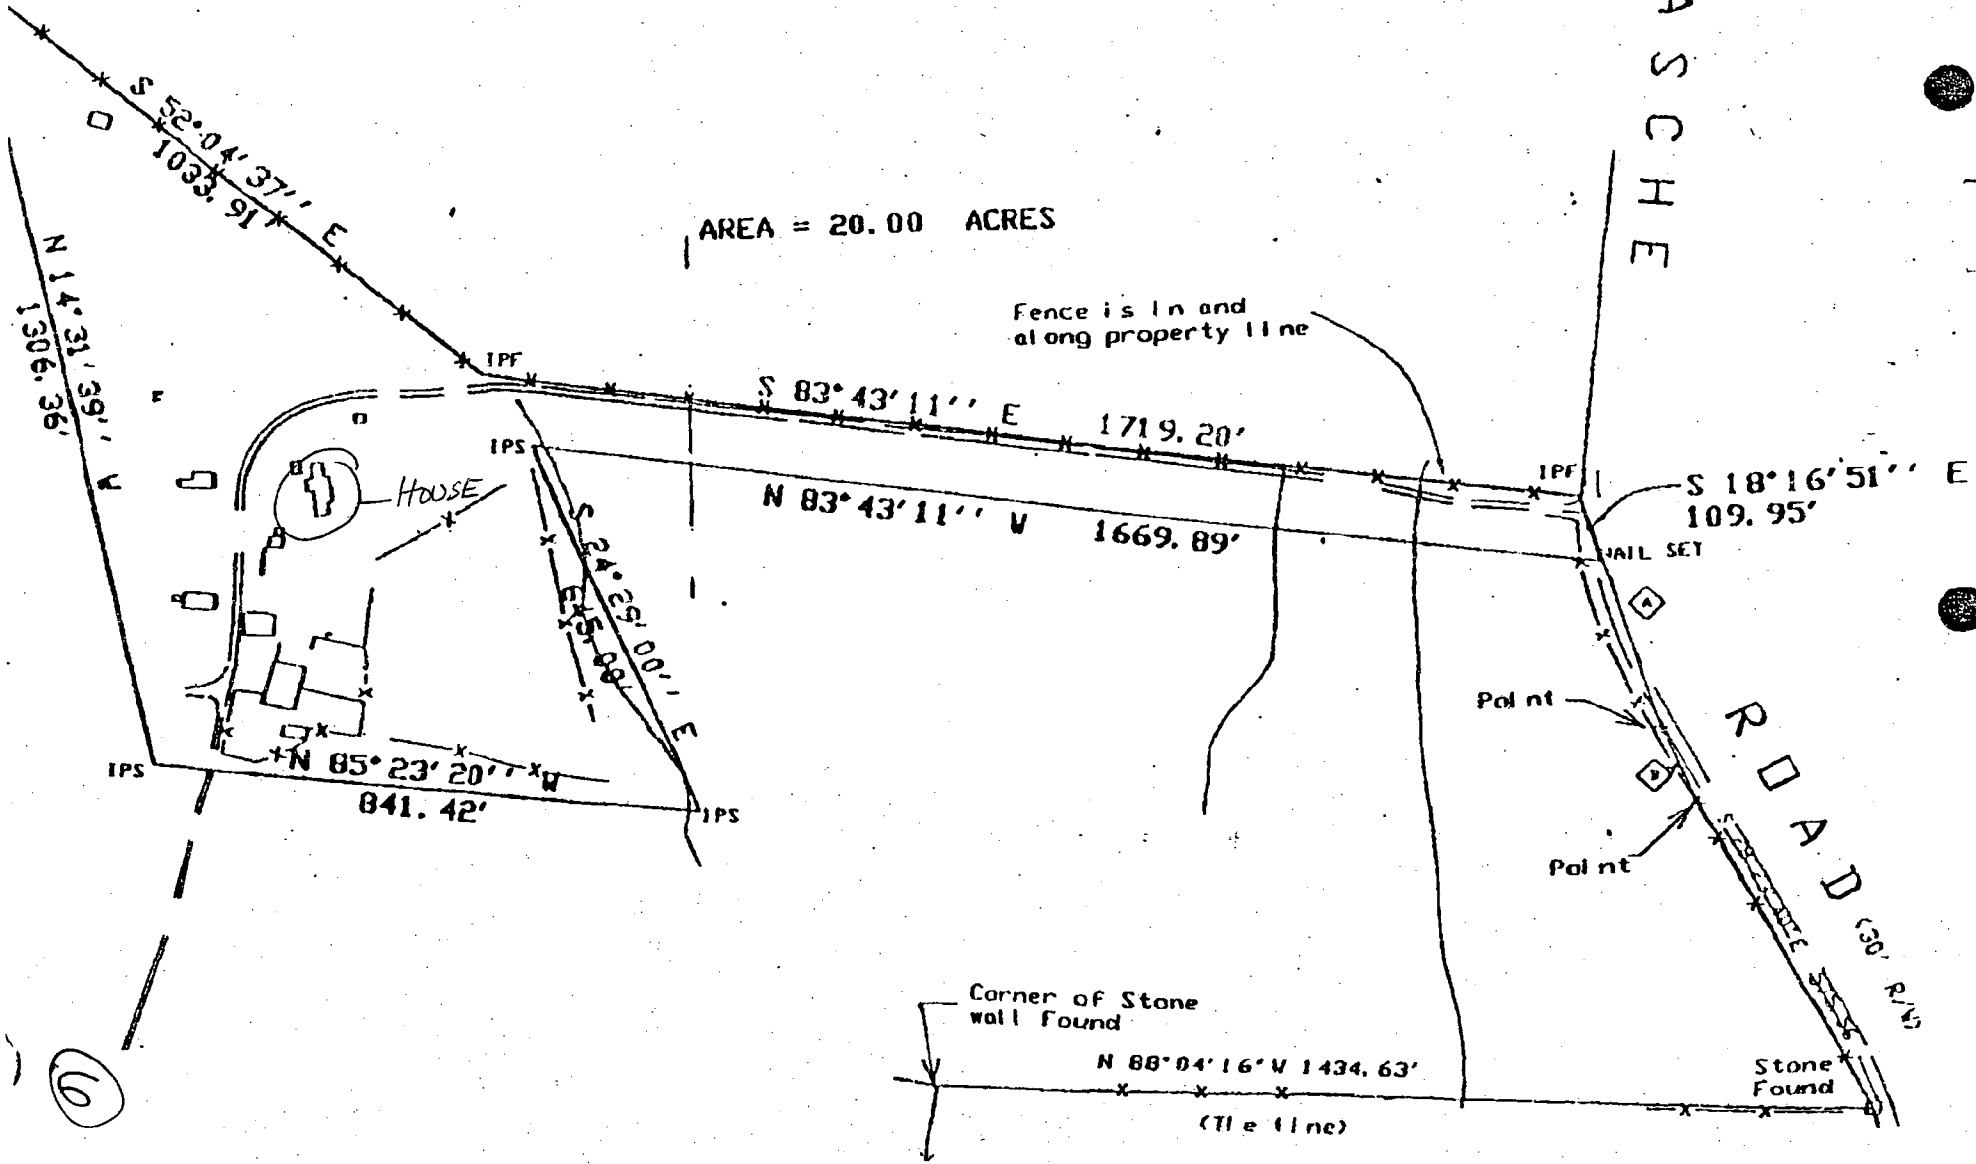 ASCHE
S 52°04'37'' E
1033.91
AREA = 20.00 ACRES
N 14°31'39'' W
1306.36'
Fence is In and
along property line
IPF
S 83°43'11'' E 1719.20'
IPS
IPF
HOUSE
S 18°16'51'' E
109.95'
N 83°43'11'' W 1669.89'
NAIL SET
S 24°29'00'' E
A
Point
ROAD (30' R/W)
B
IPS
N 85°23'20'' W
841.42'
IPS
Point
Corner of Stone
wall Found
N 88°04'16" W 1434.63'
(Tie line)
Stone
Found
6